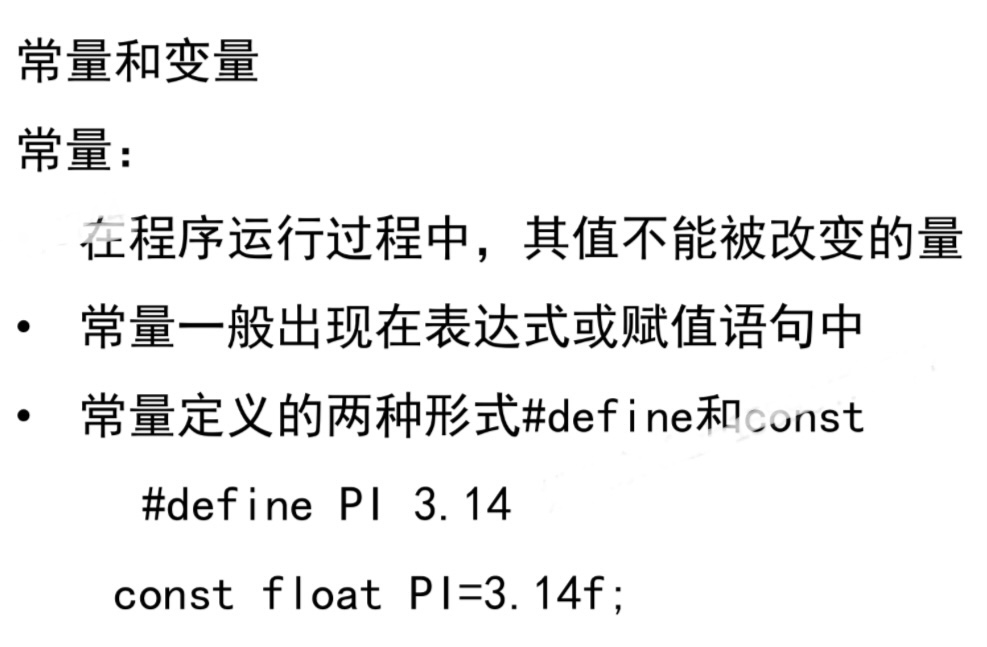 常量和变量
常量：
在程序运行过程中，其值不能被改变的量
• 常量一般出现在表达式或赋值语句中
• 常量定义的两种形式#define和const
#define PI 3.14
const float PI=3.14f;